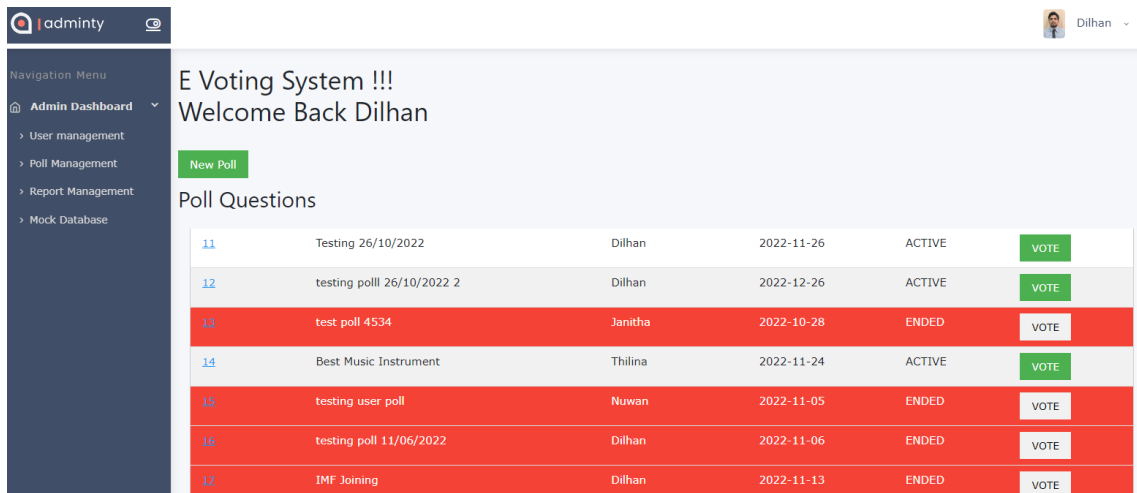 adminty
Dilhan
Navigation Menu
Admin Dashboard
User management
Poll Management
Report Management
Mock Database
E Voting System !!!
Welcome Back Dilhan
New Poll
Poll Questions
11 Testing 26/10/2022 Dilhan 2022-11-26 ACTIVE VOTE
12 testing polll 26/10/2022 2 Dilhan 2022-12-26 ACTIVE VOTE
13 test poll 4534 Janitha 2022-10-28 ENDED VOTE
14 Best Music Instrument Thilina 2022-11-24 ACTIVE VOTE
15 testing user poll Nuwan 2022-11-05 ENDED VOTE
16 testing poll 11/06/2022 Dilhan 2022-11-06 ENDED VOTE
17 IMF Joining Dilhan 2022-11-13 ENDED VOTE